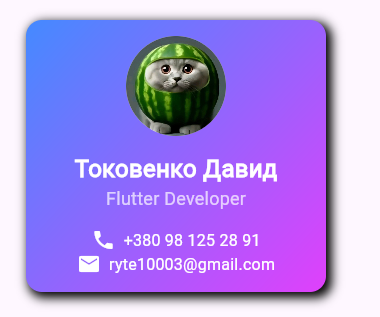 Токовенко Давид
Flutter Developer
+380 98 125 28 91
ryte10003@gmail.com